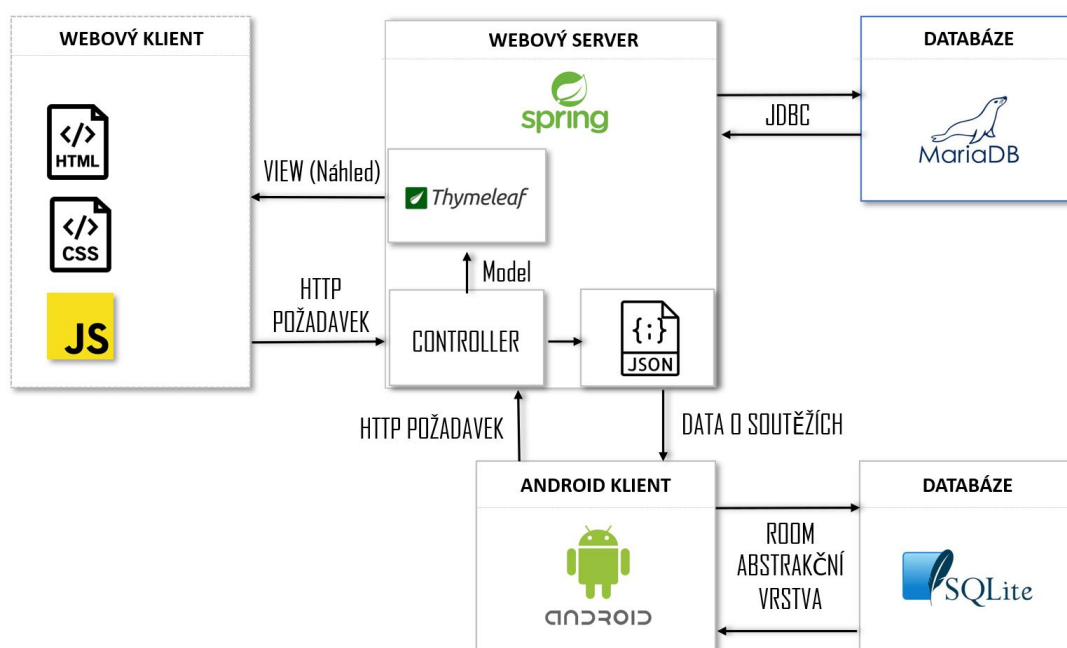 WEBOVÝ KLIENT
</>
HTML
</>
CSS
JS
VIEW (Náhled)
HTTP
POŽADAVEK
WEBOVÝ SERVER
spring
Thymeleaf
Model
CONTROLLER
{;}
JSON
JDBC
DATABÁZE
MariaDB
HTTP POŽADAVEK
DATA O SOUTĚŽÍCH
ANDROID KLIENT
ANDROID
ROOM
ABSTRAKČNÍ
VRSTVA
DATABÁZE
SQLite